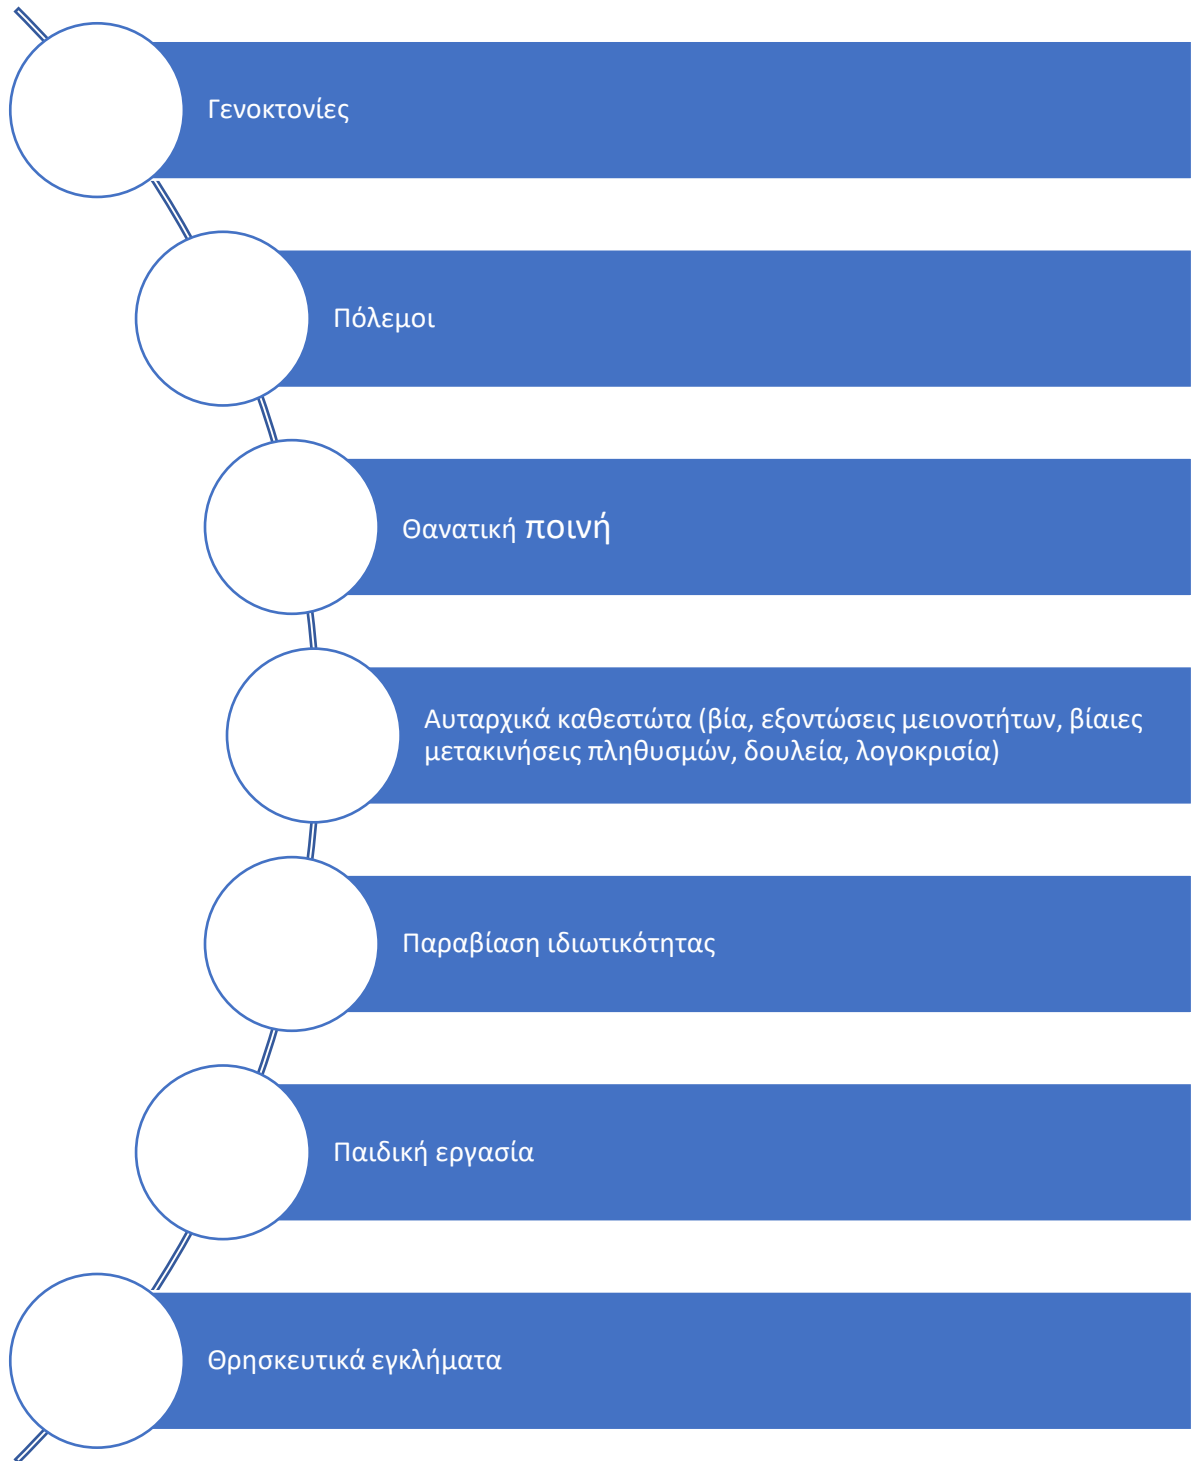 Γενοκτονίες
Πόλεμοι
Θανατική ποινή
Αυταρχικά καθεστώτα (βία, εξοντώσεις μειονοτήτων, βίαιες
μετακινήσεις πληθυσμών, δουλεία, λογοκρισία)
Παραβίαση ιδιωτικότητας
Παιδική εργασία
Θρησκευτικά εγκλήματα